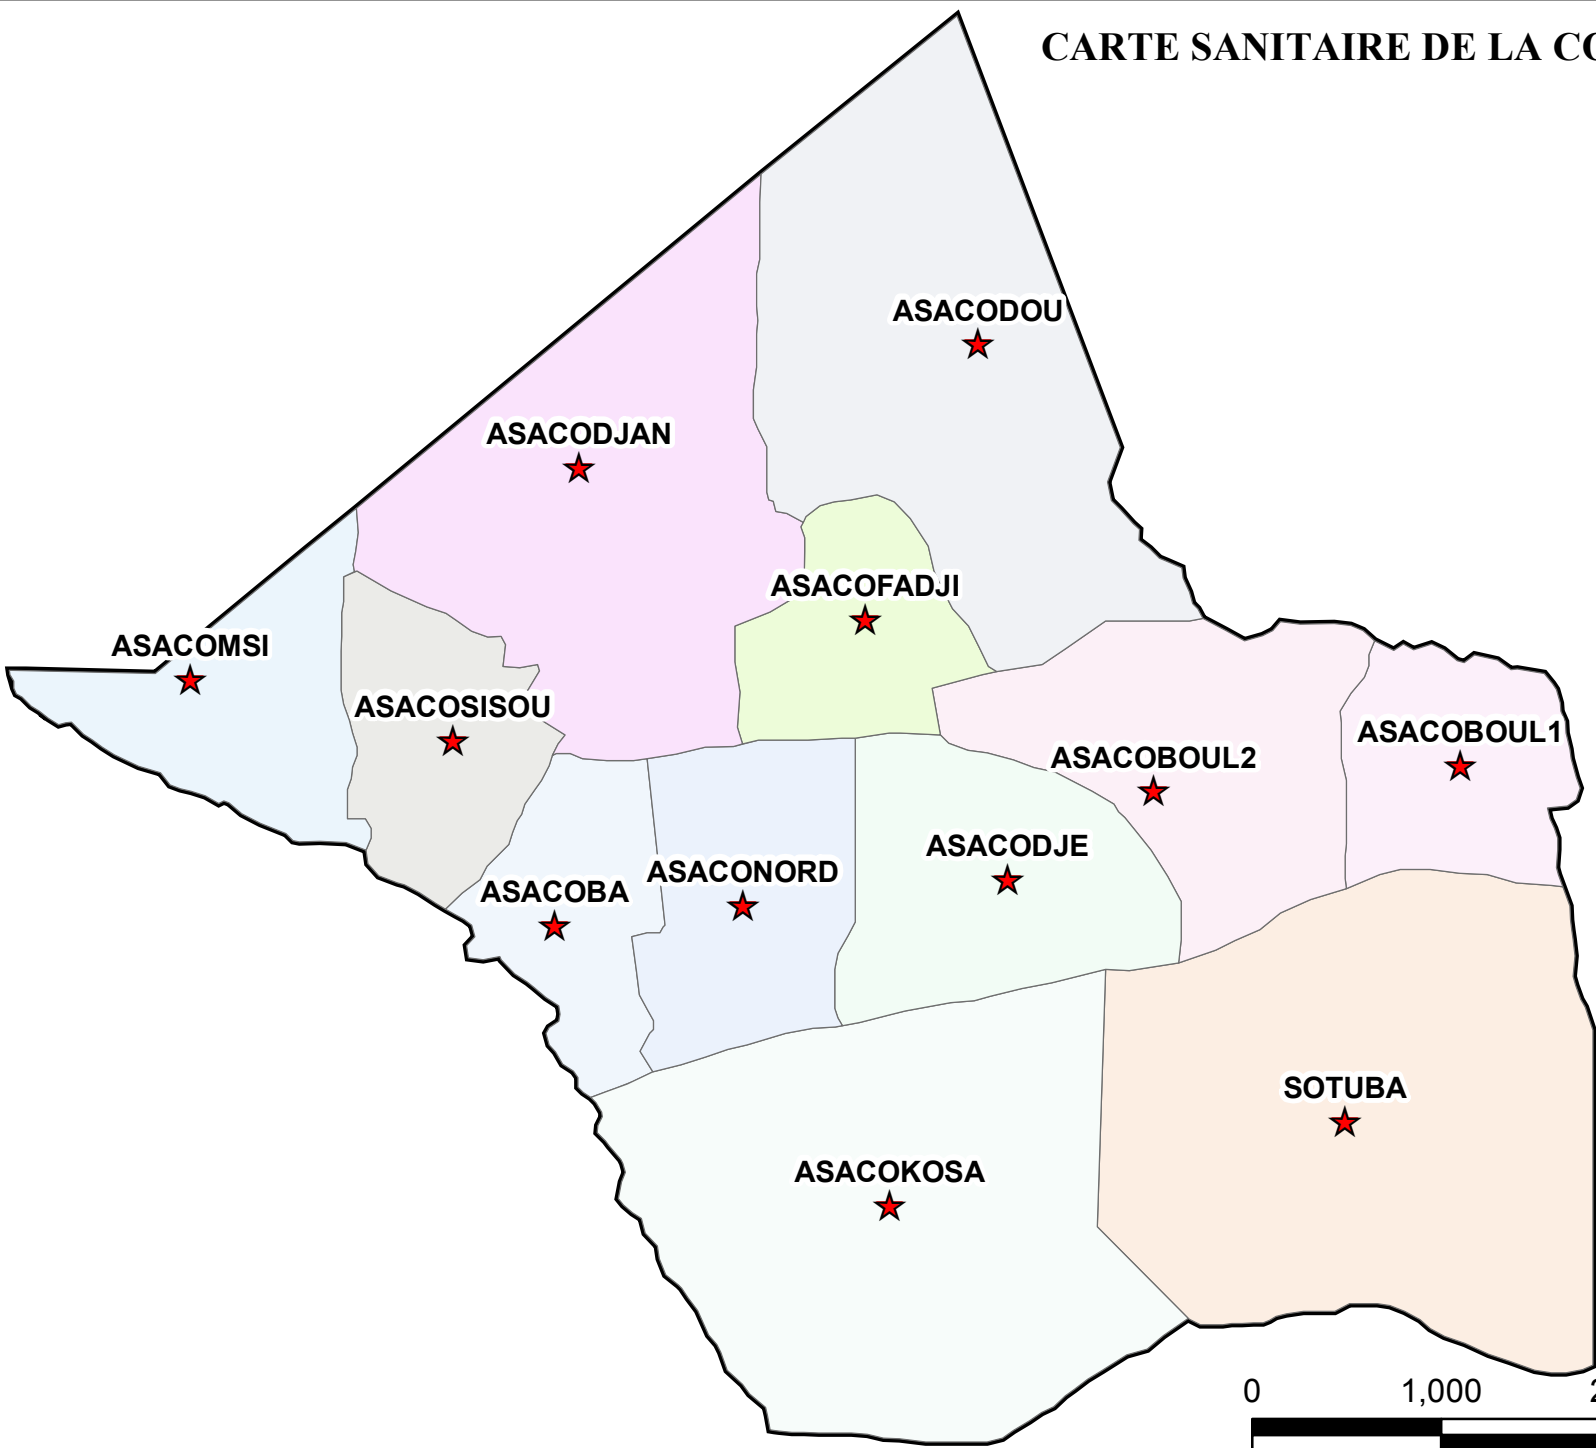 CARTE SANITAIRE DE LA
ASACODOU
ASACODJAN
ASACOFADJI
ASACOMSI
ASACOSISOU
ASACOBOUL1
ASACOBOUL2
ASACODJE
ASACONORD
ASACOBA
SOTUBA
ASACOKOSA
0 1,000